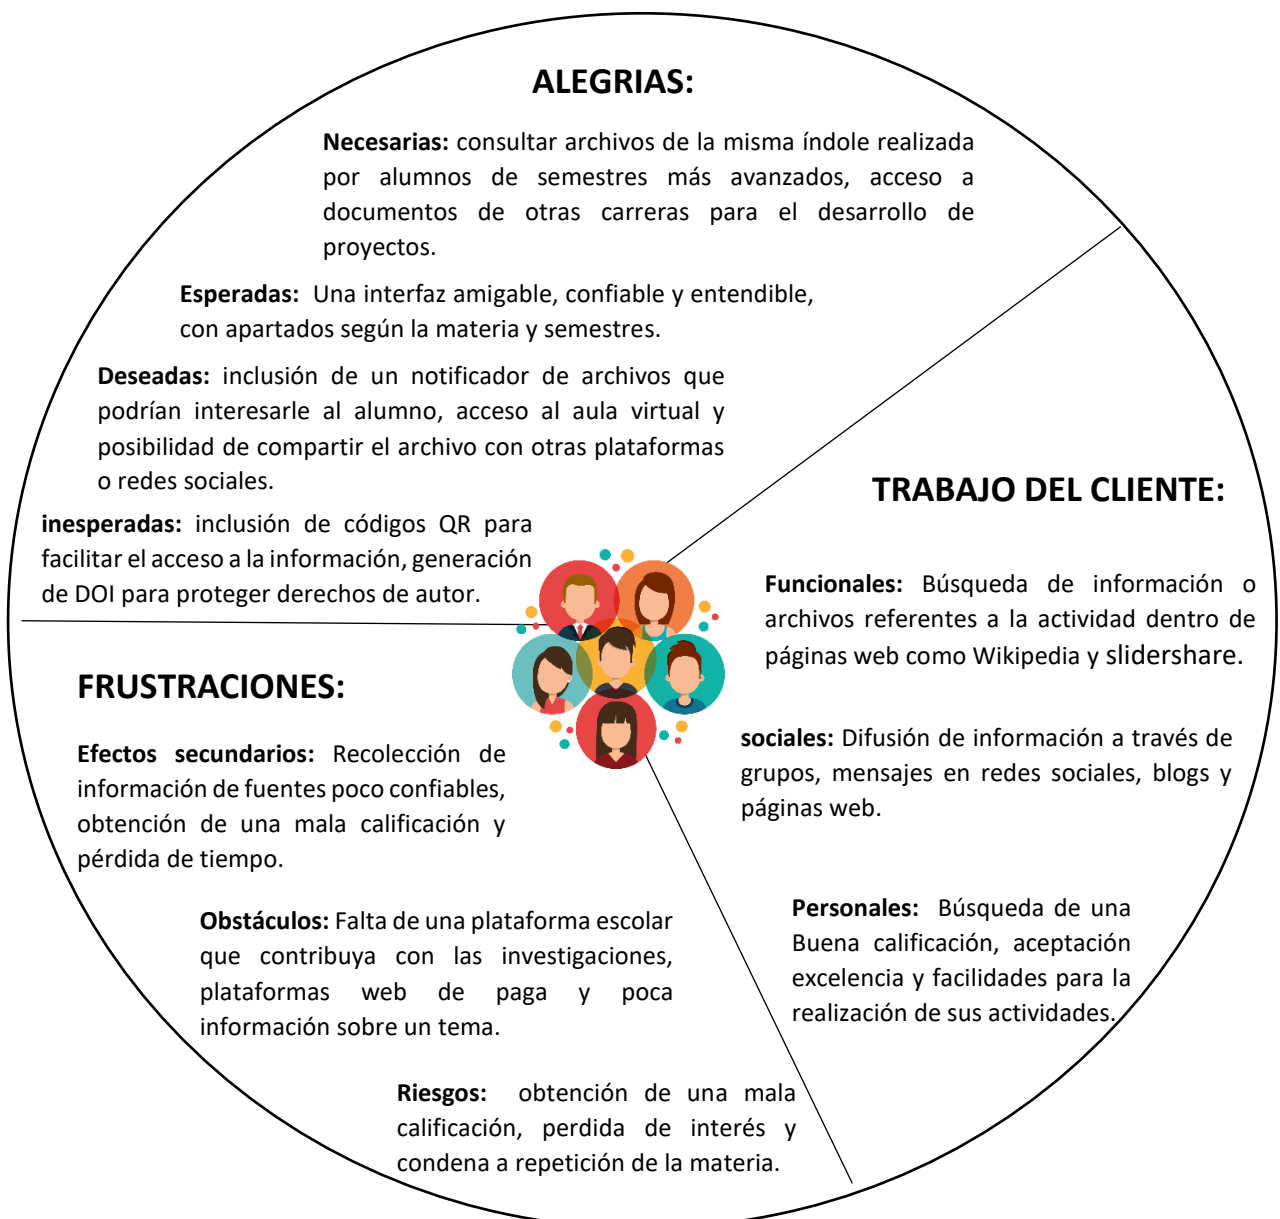 ALEGRIAS:
Necesarias: consultar archivos de la misma índole realizada
por alumnos de semestres más avanzados, acceso a
documentos de otras carreras para el desarrollo de
proyectos.
Esperadas: Una interfaz amigable, confiable y entendible,
con apartados según la materia y semestres.
Deseadas: inclusión de un notificador de archivos que
podrían interesarle al alumno, acceso al aula virtual y
posibilidad de compartir el archivo con otras plataformas
o redes sociales.
inesperadas: inclusión de códigos QR para
facilitar el acceso a la información, generación
de DOI para proteger derechos de autor.
TRABAJO DEL CLIENTE:
Funcionales: Búsqueda de información o
archivos referentes a la actividad dentro de
páginas web como Wikipedia y slidershare.
sociales: Difusión de información a través de
grupos, mensajes en redes sociales, blogs y
páginas web.
Personales: Búsqueda de una
Buena calificación, aceptación
excelencia y facilidades para la
realización de sus actividades.
FRUSTRACIONES:
Efectos secundarios: Recolección de
información de fuentes poco confiables,
obtención de una mala calificación y
pérdida de tiempo.
Obstáculos: Falta de una plataforma escolar
que contribuya con las investigaciones,
plataformas web de paga y poca
información sobre un tema.
Riesgos: obtención de una mala
calificación, perdida de interés y
condena a repetición de la materia.